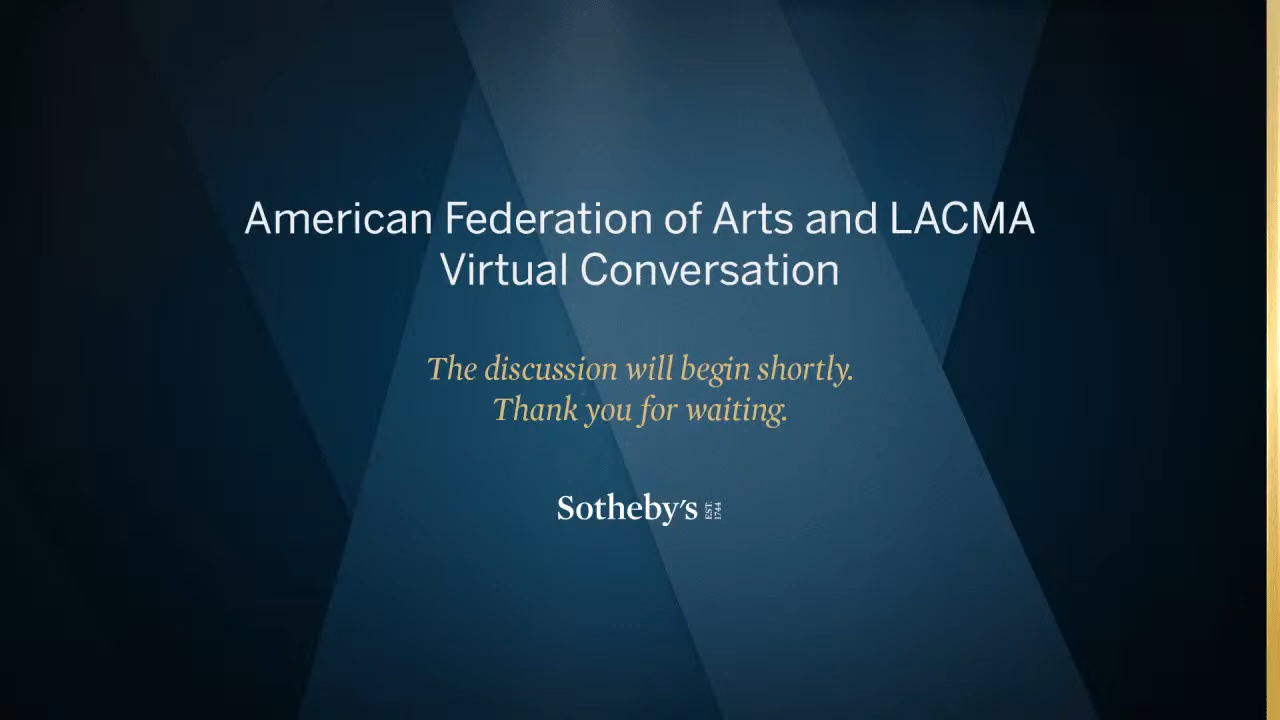 American Federation of Arts and LACMA
Virtual Conversation
The discussion will begin shortly.
Thank you for waiting.
Sotheby's EST. 1744